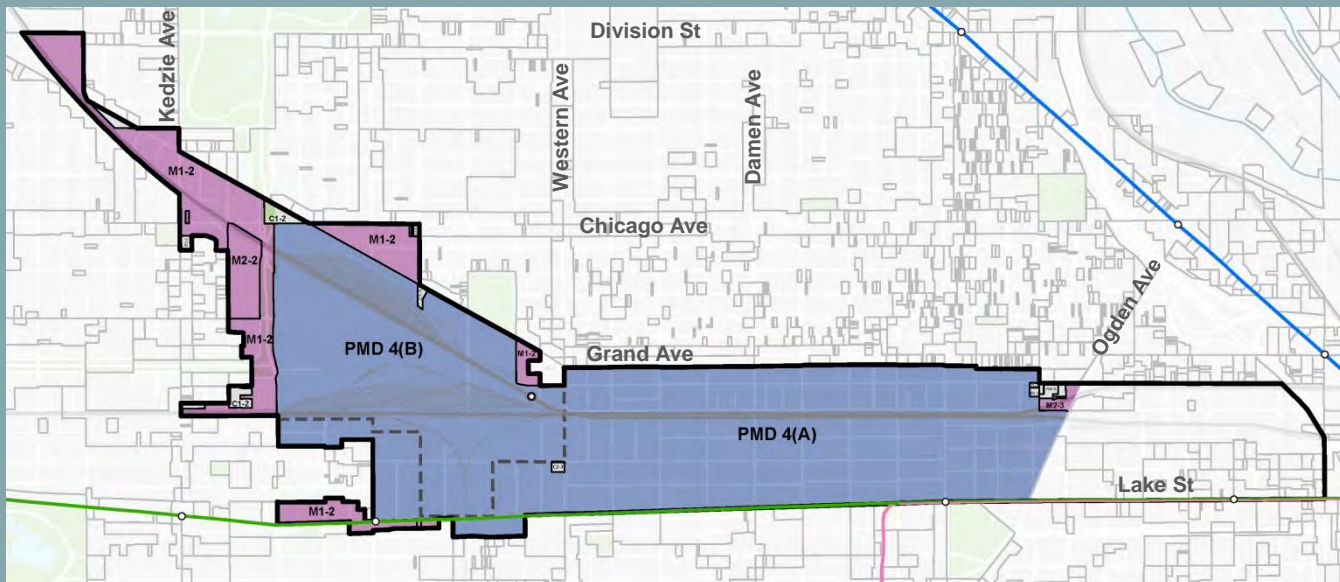 Division St
Kedzie Ave
Western Ave
Damen Ave
M1-2
C1-2
Chicago Ave
M1-2
M2-2
Ogden Ave
M1-2
PMD 4(B)
M1-2
Grand Ave
C1-2
M2-3
PMD 4(A)
Lake St
M1-2